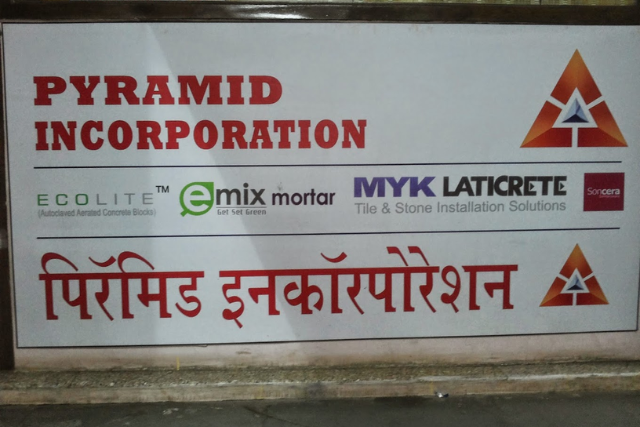 PYRAMID
INCORPORATION
ECOLITE™ emix mortar MYK LATICRETE Soncera
(Autoclaved Aerated Concrete Blocks) Get Set Green Tile & Stone Installation Solutions
पिरॅमिड इनकॉरपोरेशन